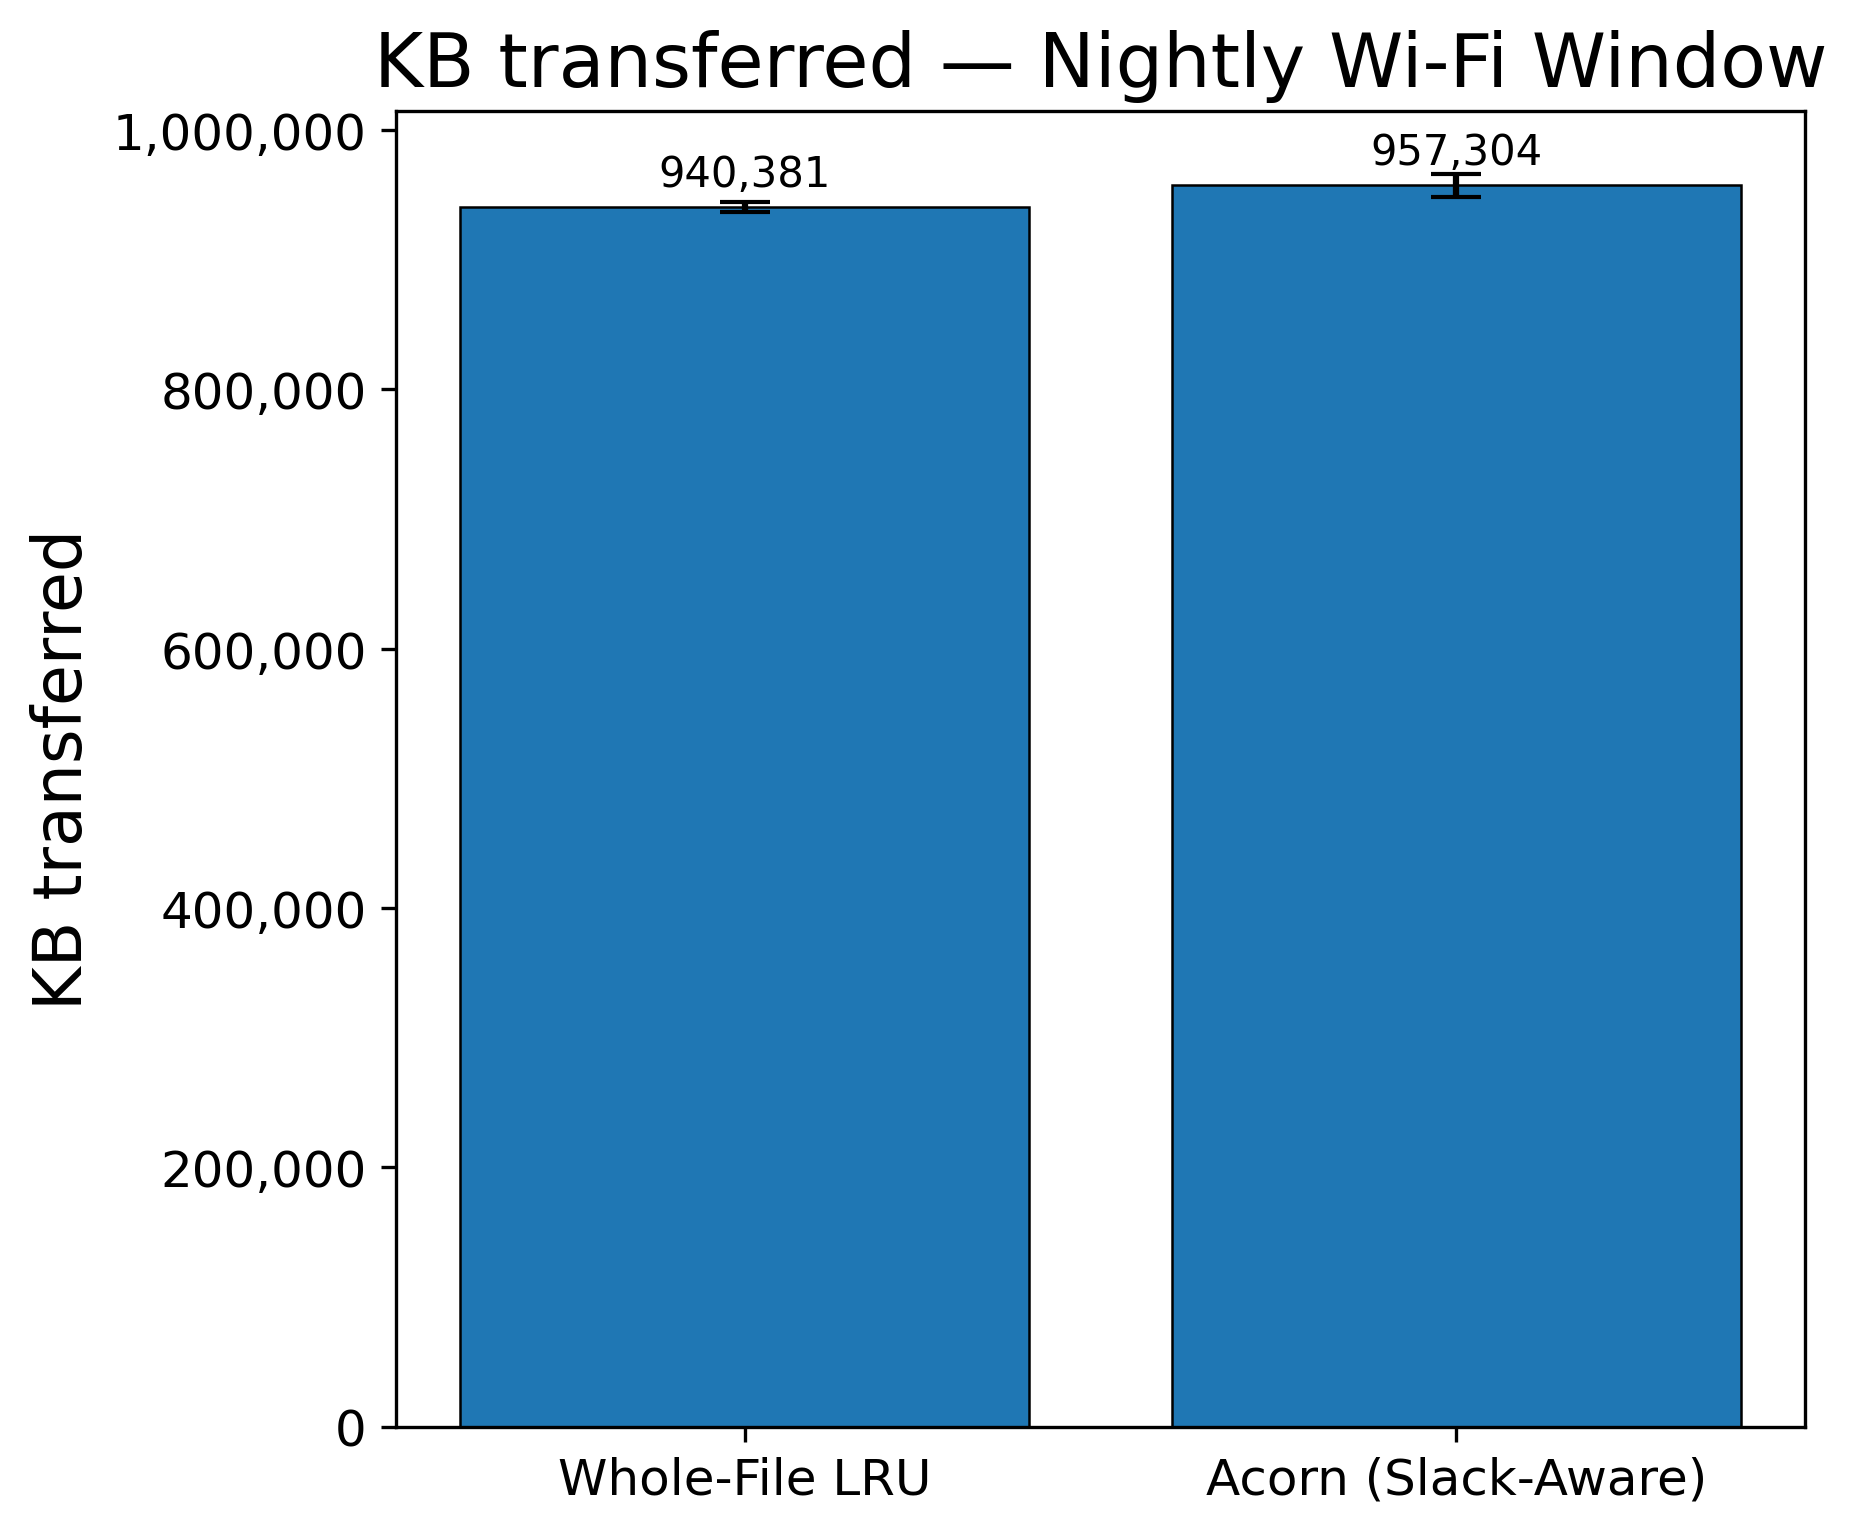 KB transferred — Nightly Wi-Fi Window
KB transferred
1,000,000
800,000
600,000
400,000
200,000
0
940,381
957,304
Whole-File LRU
Acorn (Slack-Aware)